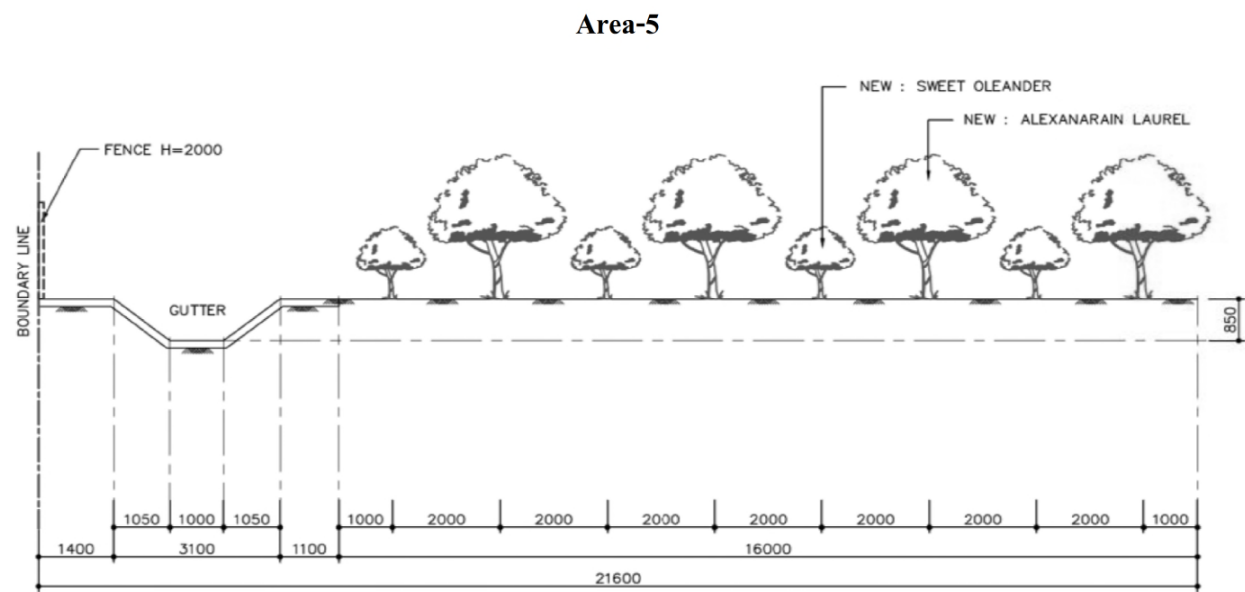 Area-5
NEW : SWEET OLEANDER
NEW : ALEXANARAIN LAUREL
FENCE H=2000
BOUNDARY LINE
GUTTER
850
1050 1000 1050 1000 2000 2000 2000 2000 2000 2000 2000 1000
1400 3100 1100 16000
21600